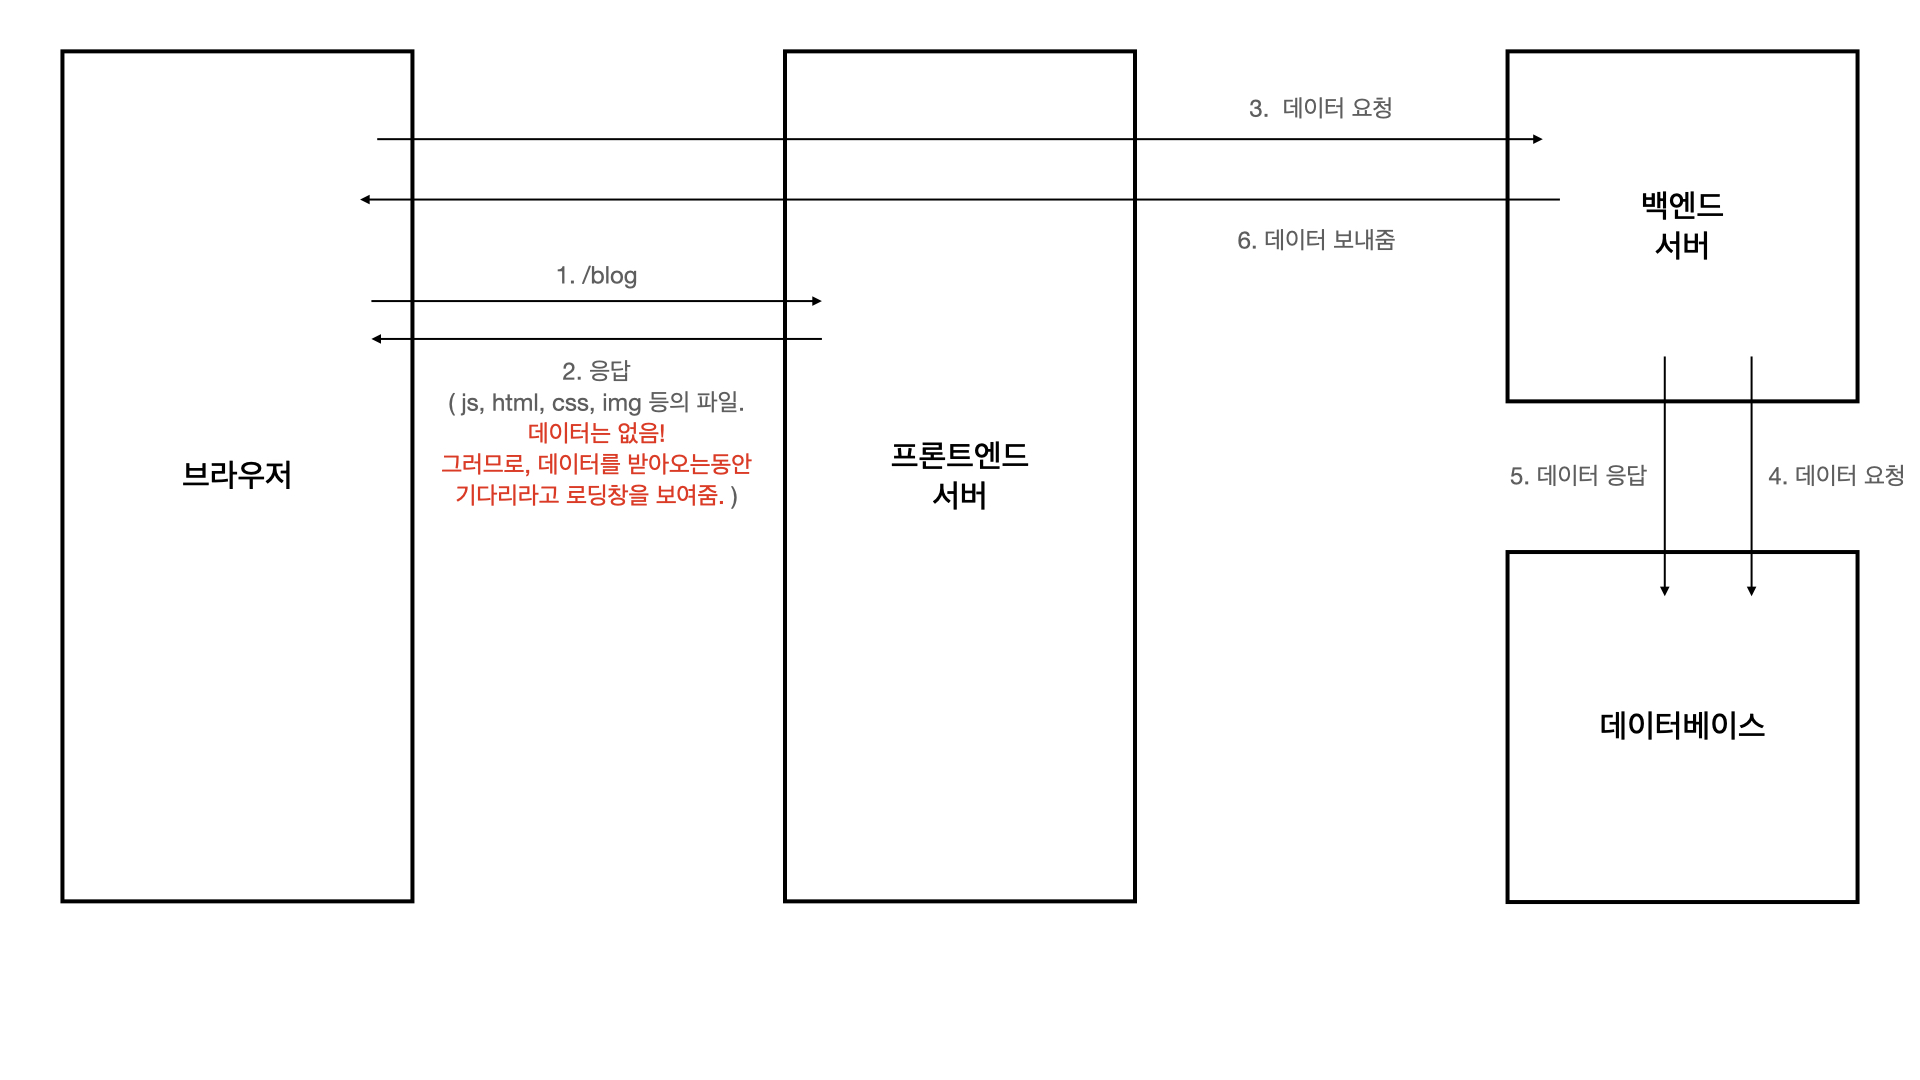 3. 데이터 요청
백엔드
서버
6. 데이터 보내줌
1. /blog
2. 응답
( js, html, css, img 등의 파일.
데이터는 없음!
그러므로, 데이터를 받아오는동안
기다리라고 로딩창을 보여줌. )
브라우저
프론트엔드
서버
5. 데이터 응답
4. 데이터 요청
데이터베이스